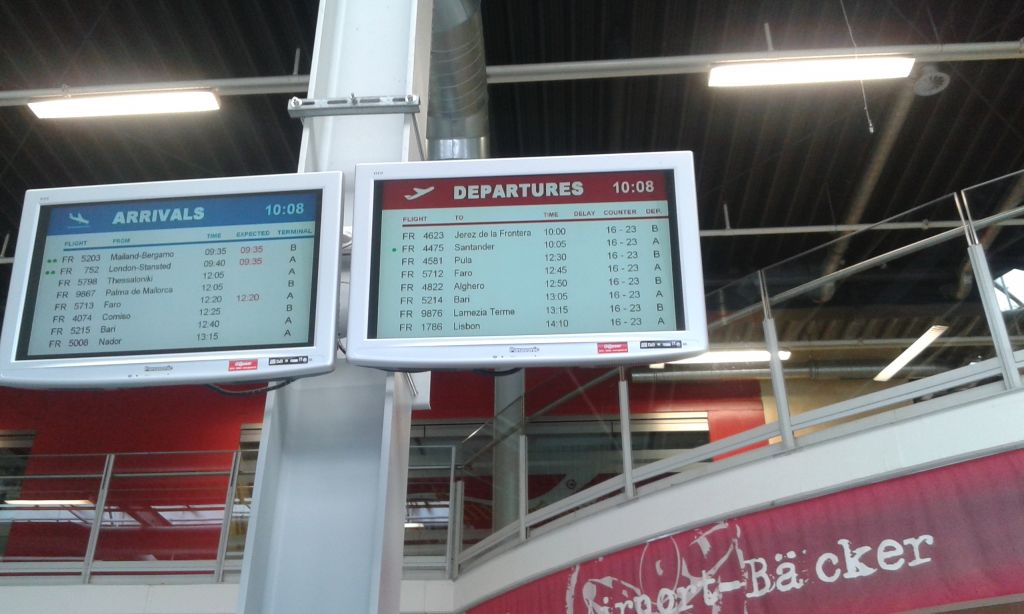 ARRIVALS 10:08
FLIGHT FROM TIME EXPECTED TERMINAL
FR 5203 Mailand-Bergamo 09:35 09:35 B
FR 752 London-Stansted 09:40 09:35 A
FR 5798 Thessaloniki 12:05 A
FR 9867 Palma de Mallorca 12:05 B
FR 5713 Faro 12:20 12:20 A
FR 4074 Comiso 12:25 B
FR 5215 Bari 12:40 A
FR 5008 Nador 13:15 A
Panasonic
DEPARTURES 10:08
FLIGHT TO TIME DELAY COUNTER DEP.
FR 4623 Jerez de la Frontera 10:00 16 - 23 B
FR 4475 Santander 10:05 16 - 23 A
FR 4581 Pula 12:30 16 - 23 B
FR 5712 Faro 12:45 16 - 23 A
FR 4822 Alghero 12:50 16 - 23 B
FR 5214 Bari 13:05 16 - 23 A
FR 9876 Lamezia Terme 13:15 16 - 23 B
FR 1786 Lisbon 14:10 16 - 23 A
Panasonic
Airport-Bäcker